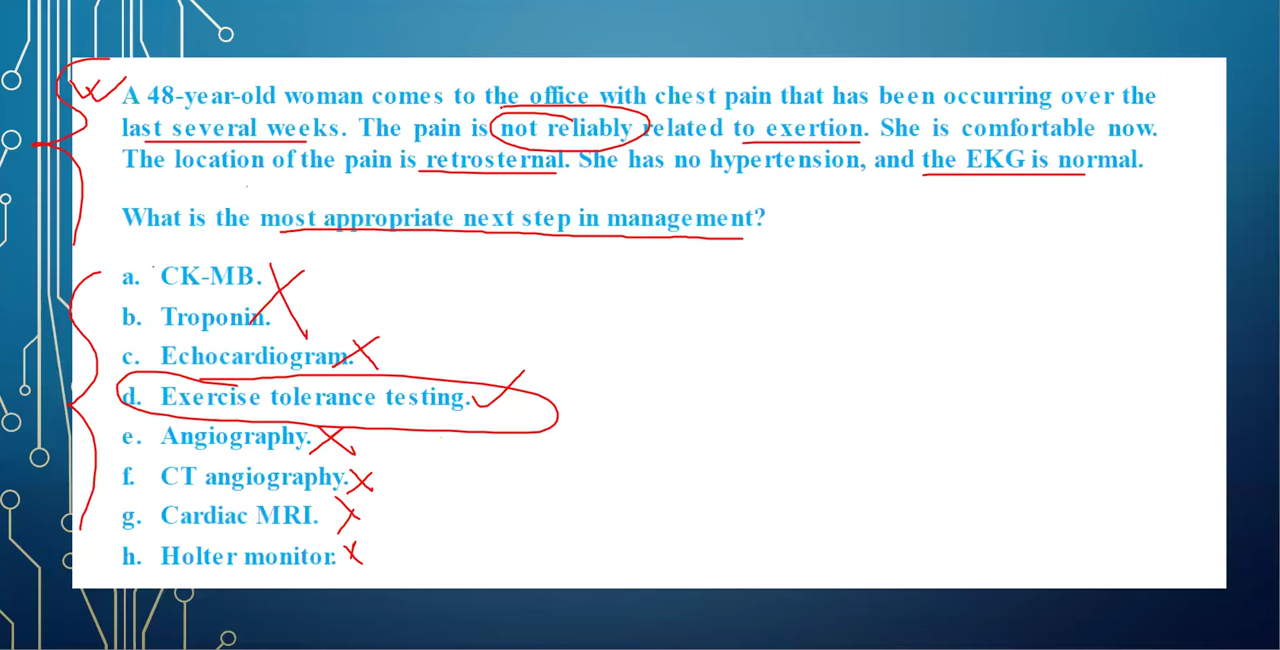 A 48-year-old woman comes to the office with chest pain that has been occurring over the
last several weeks. The pain is not reliably related to exertion. She is comfortable now.
The location of the pain is retrosternal. She has no hypertension, and the EKG is normal.
What is the most appropriate next step in management?
a. CK-MB.
b. Troponin.
c. Echocardiogram.
d. Exercise tolerance testing.
e. Angiography.
f. CT angiography.
g. Cardiac MRI.
h. Holter monitor.